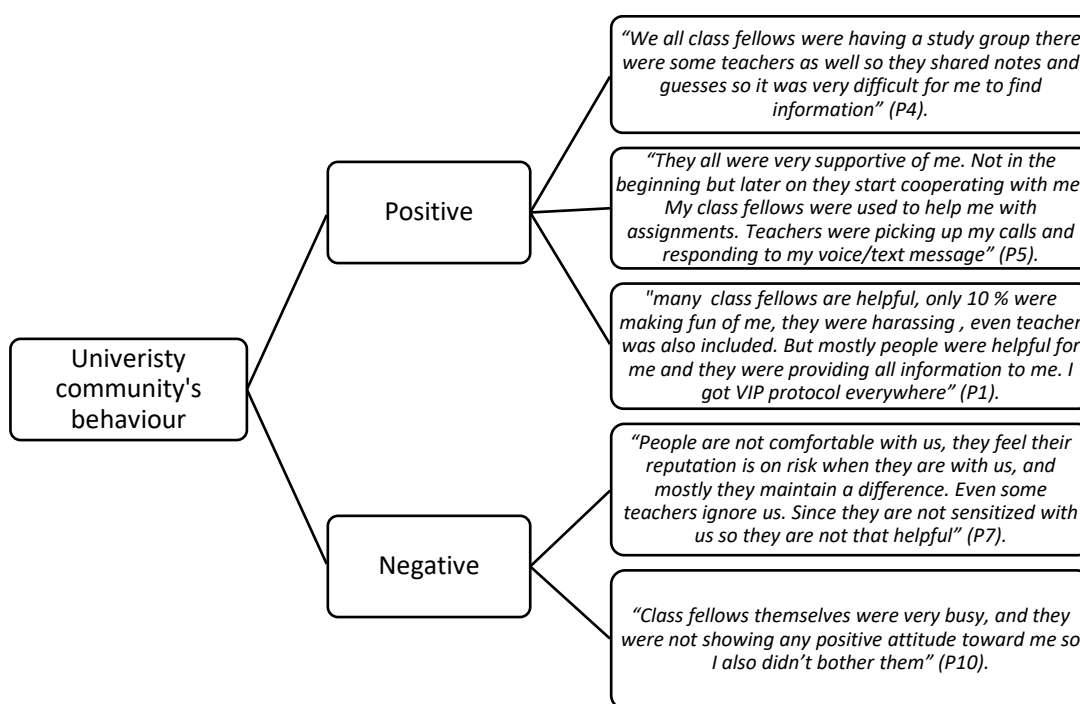 Univeristy
community's
behaviour
Positive
Negative
“We all class fellows were having a study group there
were some teachers as well so they shared notes and
guesses so it was very difficult for me to find
information” (P4).
“They all were very supportive of me. Not in the
beginning but later on they start cooperating with me
My class fellows were used to help me with
assignments. Teachers were picking up my calls and
responding to my voice/text message” (P5).
"many  class fellows are helpful, only 10 % were
making fun of me, they were harassing , even teacher
was also included. But mostly people were helpful for
me and they were providing all information to me. I
got VIP protocol everywhere” (P1).
“People are not comfortable with us, they feel their
reputation is on risk when they are with us, and
mostly they maintain a difference. Even some
teachers ignore us. Since they are not sensitized with
us so they are not that helpful” (P7).
“Class fellows themselves were very busy, and they
were not showing any positive attitude toward me so
I also didn’t bother them” (P10).